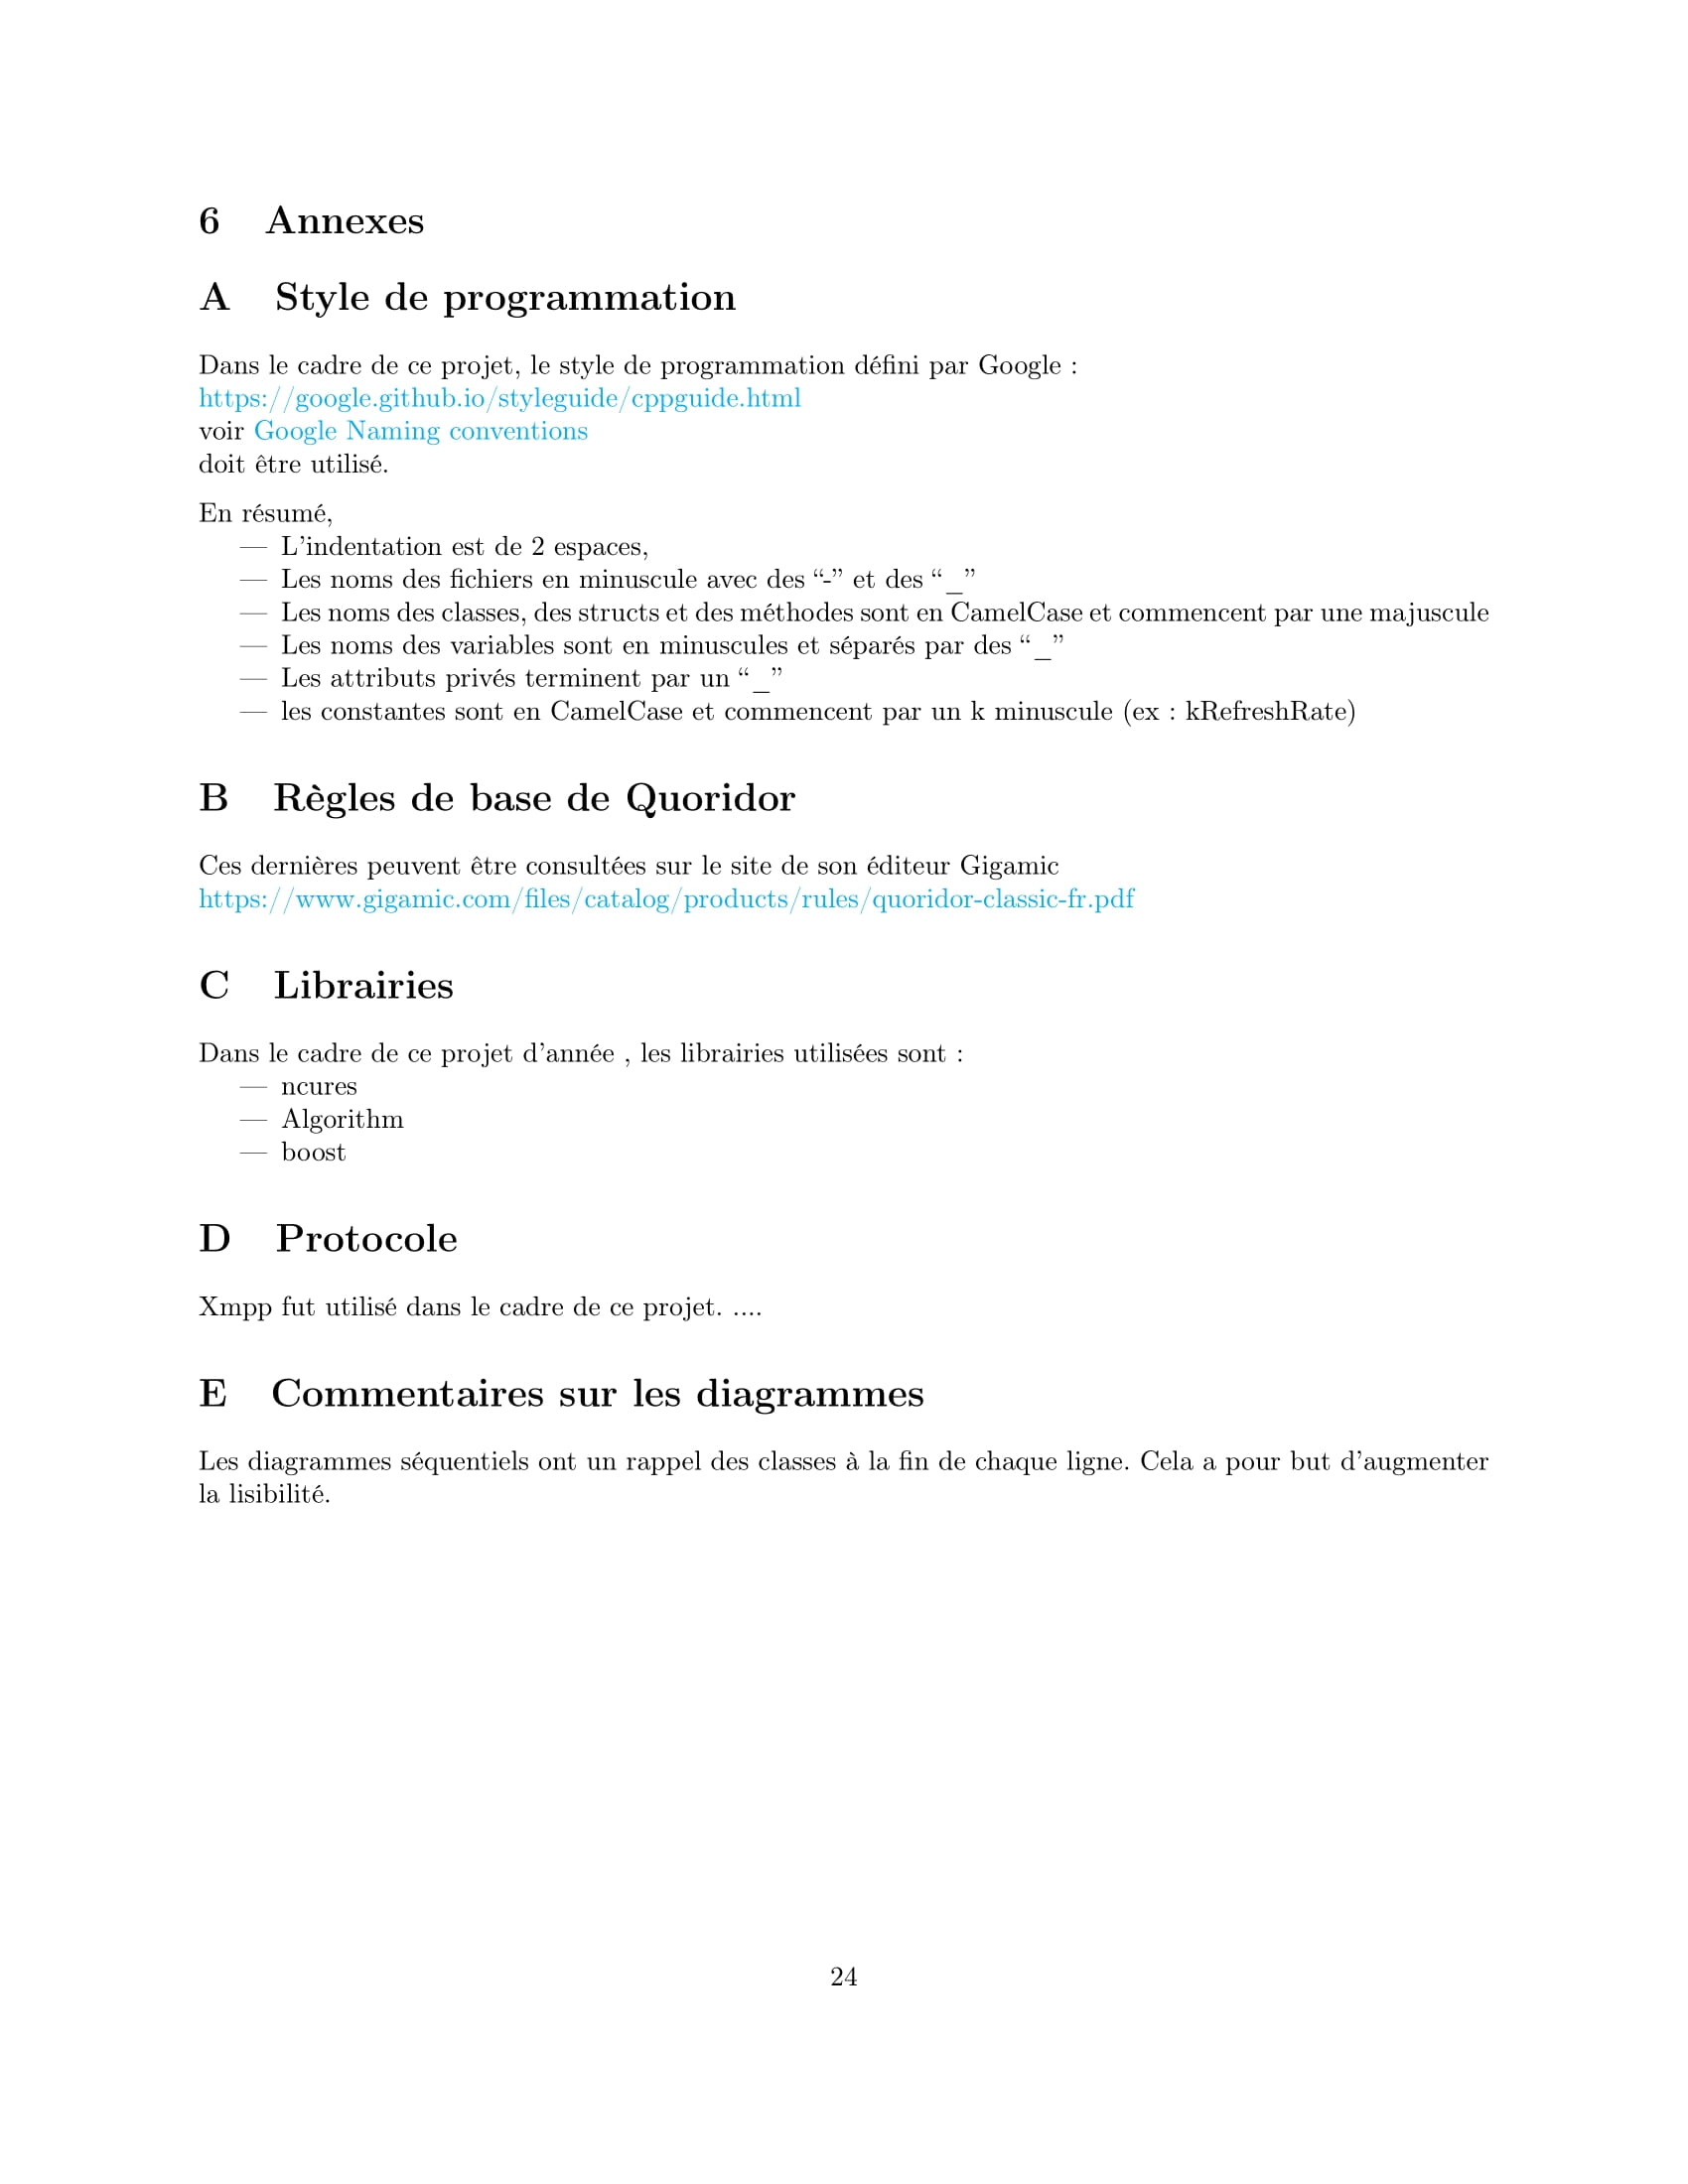 6 Annexes
A Style de programmation
Dans le cadre de ce projet, le style de programmation défini par Google :
https://google.github.io/styleguide/cppguide.html
voir Google Naming conventions
doit être utilisé.
En résumé,
— L’indentation est de 2 espaces,
— Les noms des fichiers en minuscule avec des “-” et des “_”
— Les noms des classes, des structs et des méthodes sont en CamelCase et commencent par une majuscule
— Les noms des variables sont en minuscules et séparés par des “_”
— Les attributs privés terminent par un “_”
— les constantes sont en CamelCase et commencent par un k minuscule (ex : kRefreshRate)
B Règles de base de Quoridor
Ces dernières peuvent être consultées sur le site de son éditeur Gigamic
https://www.gigamic.com/files/catalog/products/rules/quoridor-classic-fr.pdf
C Librairies
Dans le cadre de ce projet d’année , les librairies utilisées sont :
— ncures
— Algorithm
— boost
D Protocole
Xmpp fut utilisé dans le cadre de ce projet. ....
E Commentaires sur les diagrammes
Les diagrammes séquentiels ont un rappel des classes à la fin de chaque ligne. Cela a pour but d’augmenter
la lisibilité.
24